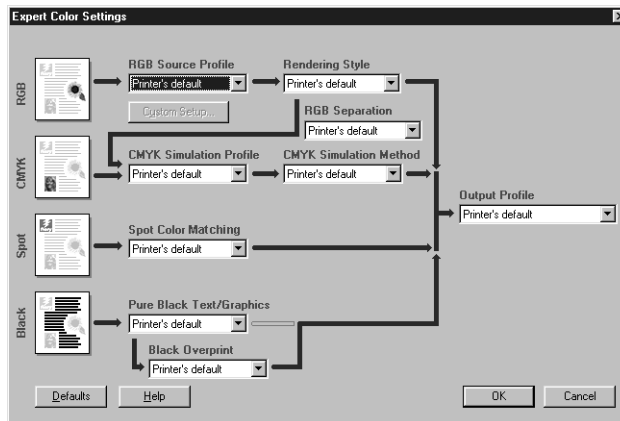 Expert Color Settings
RGB
RGB Source Profile
Rendering Style
Printer's default
Printer's default
Custom Setup...
RGB Separation
Printer's default
CMYK
CMYK Simulation Profile
CMYK Simulation Method
Printer's default
Printer's default
Output Profile
Printer's default
Spot
Spot Color Matching
Printer's default
Black
Pure Black Text/Graphics
Printer's default
Black Overprint
Printer's default
Defaults
Help
OK
Cancel